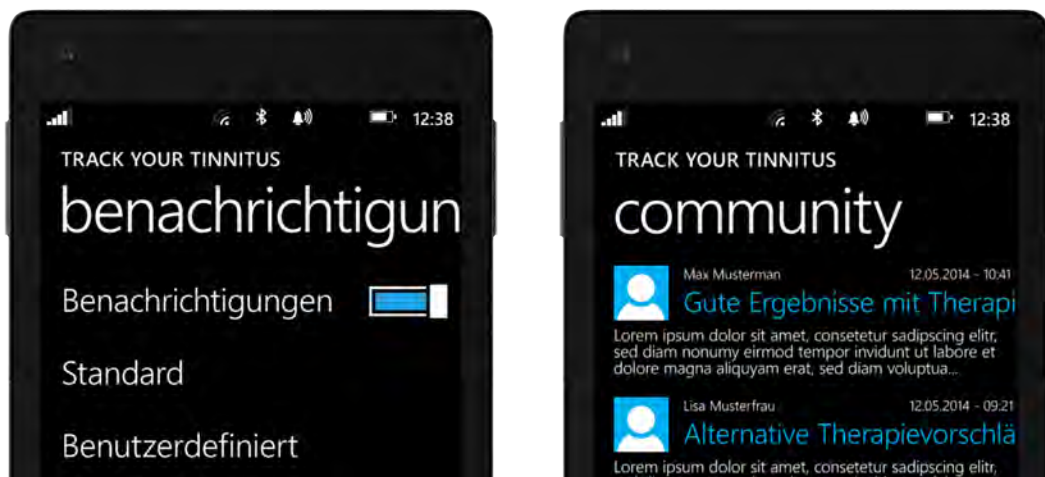 12:38
TRACK YOUR TINNITUS
benachrichtigun
Benachrichtigungen
Standard
Benutzerdefiniert
12:38
TRACK YOUR TINNITUS
community
Max Musterman 12.05.2014 - 10:41
Gute Ergebnisse mit Therapi
Lorem ipsum dolor sit amet, consetetur sadipscing elitr,
sed diam nonumy eirmod tempor invidunt ut labore et
dolore magna aliquyam erat, sed diam voluptua...
Lisa Musterfrau 12.05.2014 - 09:21
Alternative Therapievorschlä
Lorem ipsum dolor sit amet, consetetur sadipscing elitr,